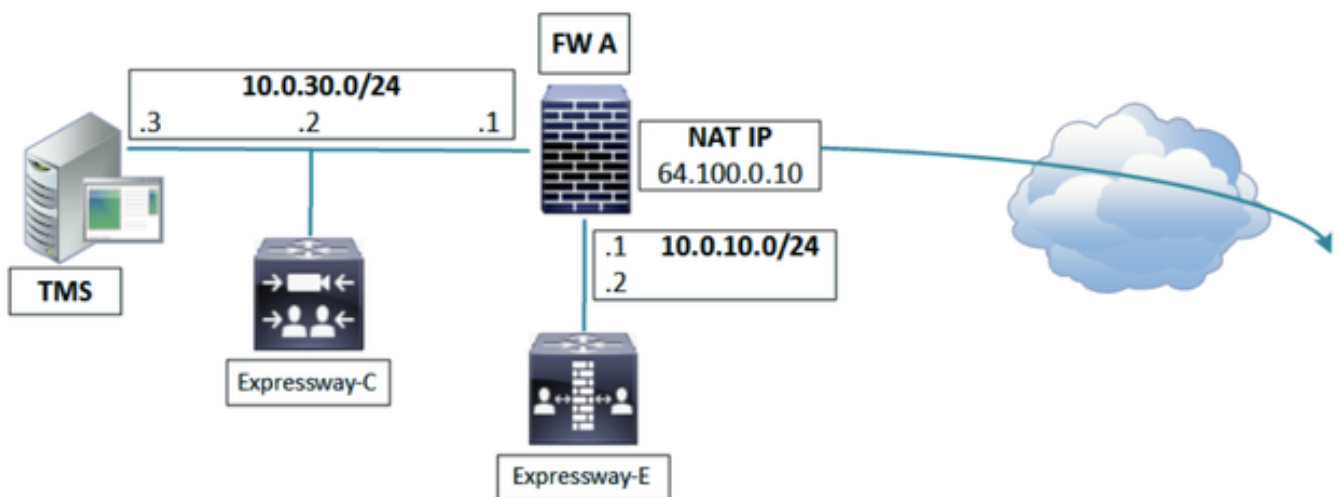 FW A
10.0.30.0/24
.3 .2 .1
NAT IP
64.100.0.10
.1 10.0.10.0/24
.2
TMS
Expressway-C
Expressway-E